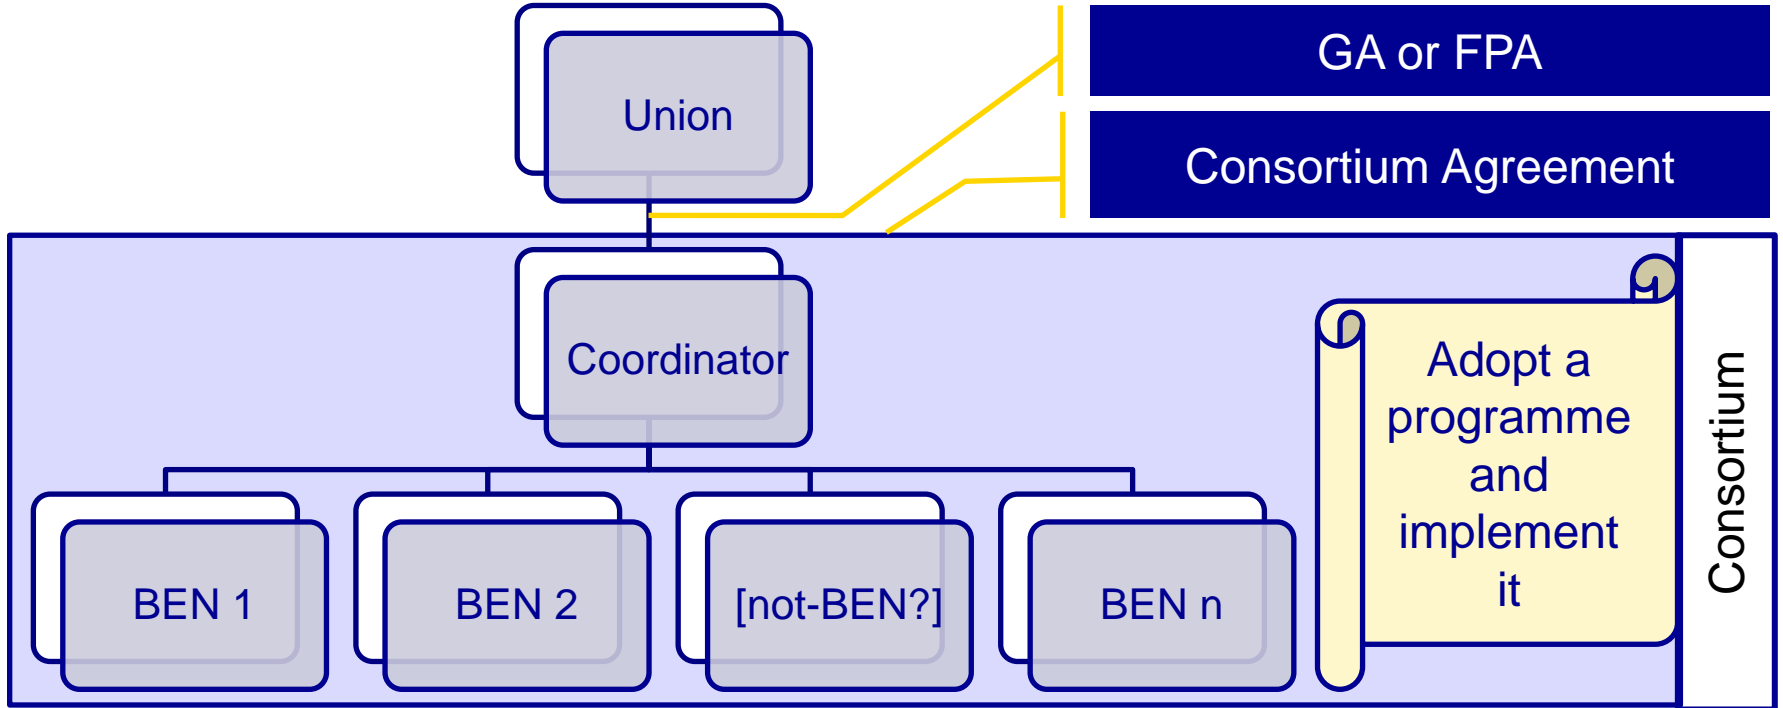 Union
GA or FPA
Consortium Agreement
Coordinator
BEN 1
BEN 2
[not-BEN?]
BEN n
Adopt a
programme
and
implement
it
Consortium